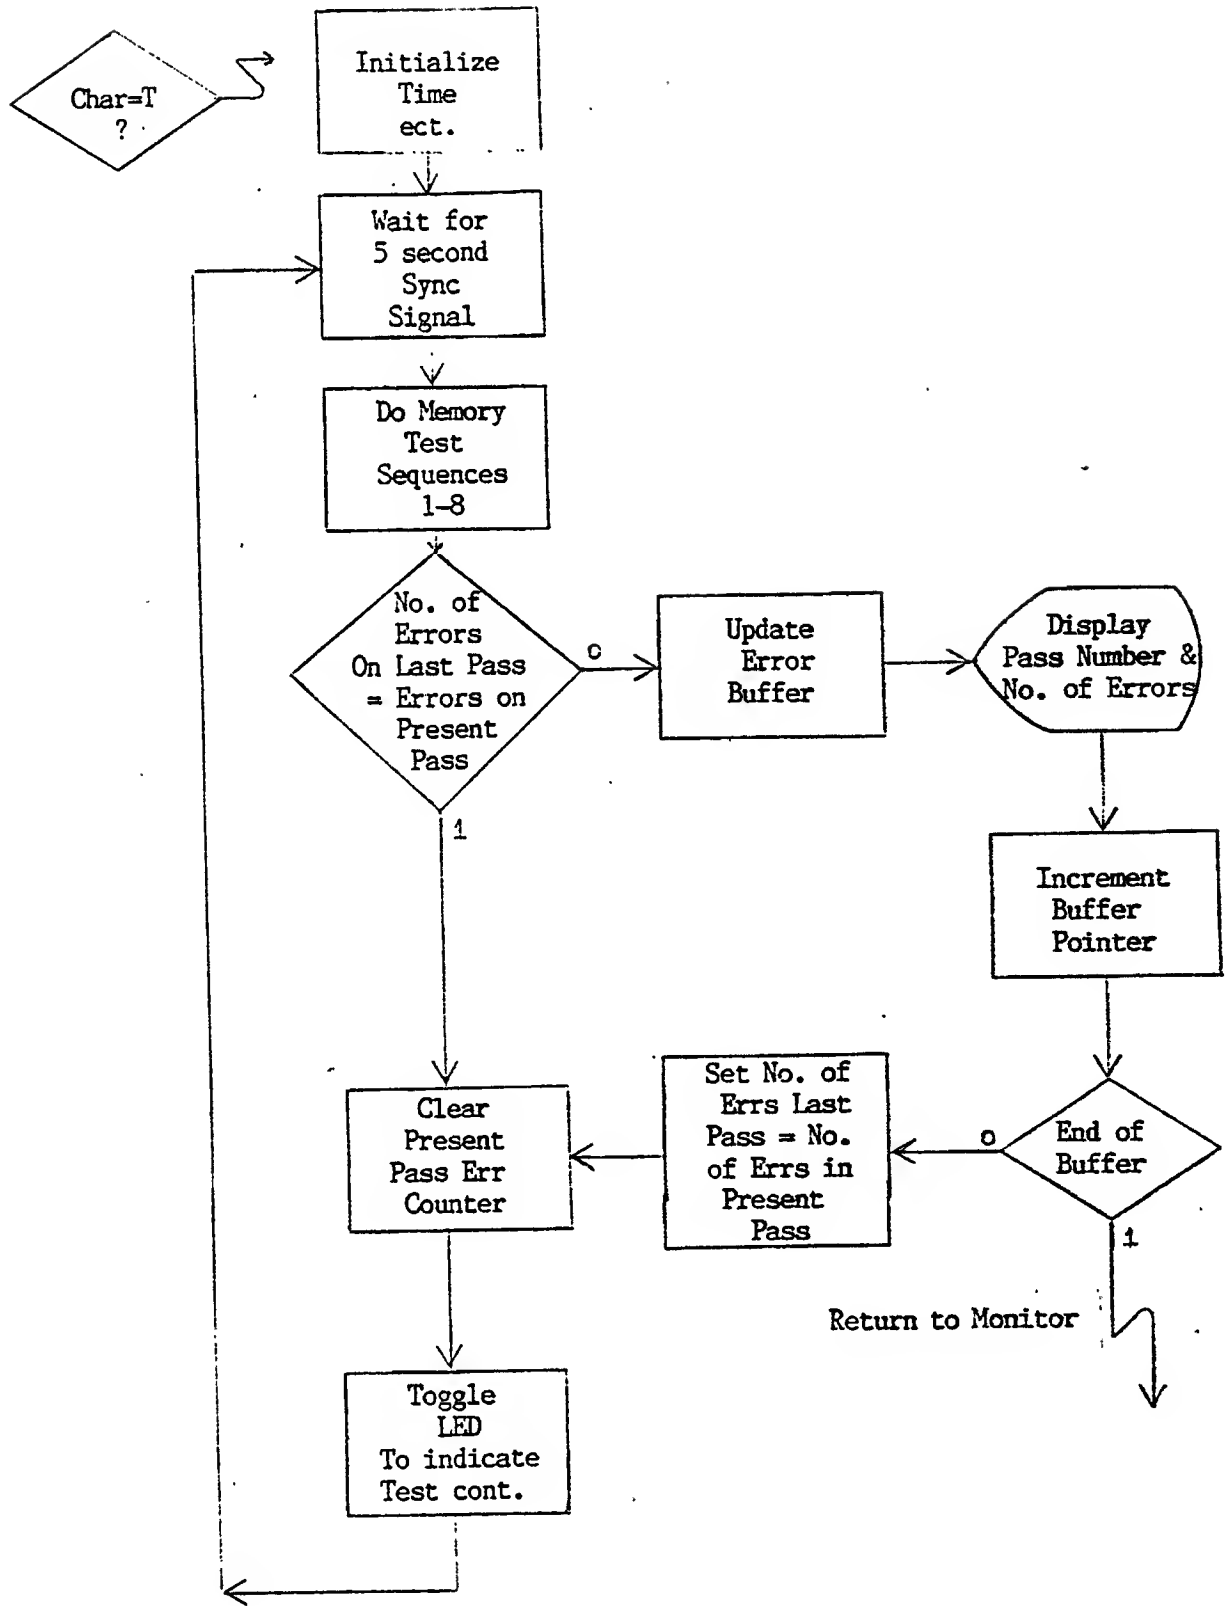 Char=T
?
Initialize
Time
ect.
Wait for
5 second
Sync
Signal
Do Memory
Test
Sequences
1-8
No. of
Errors
On Last Pass
= Errors on
Present
Pass
0
1
Update
Error
Buffer
Display
Pass Number &
No. of Errors
Increment
Buffer
Pointer
End of
Buffer
0
1
Return to Monitor
Set No. of
Errs Last
Pass = No.
of Errs in
Present
Pass
Clear
Present
Pass Err
Counter
Toggle
LED
To indicate
Test cont.